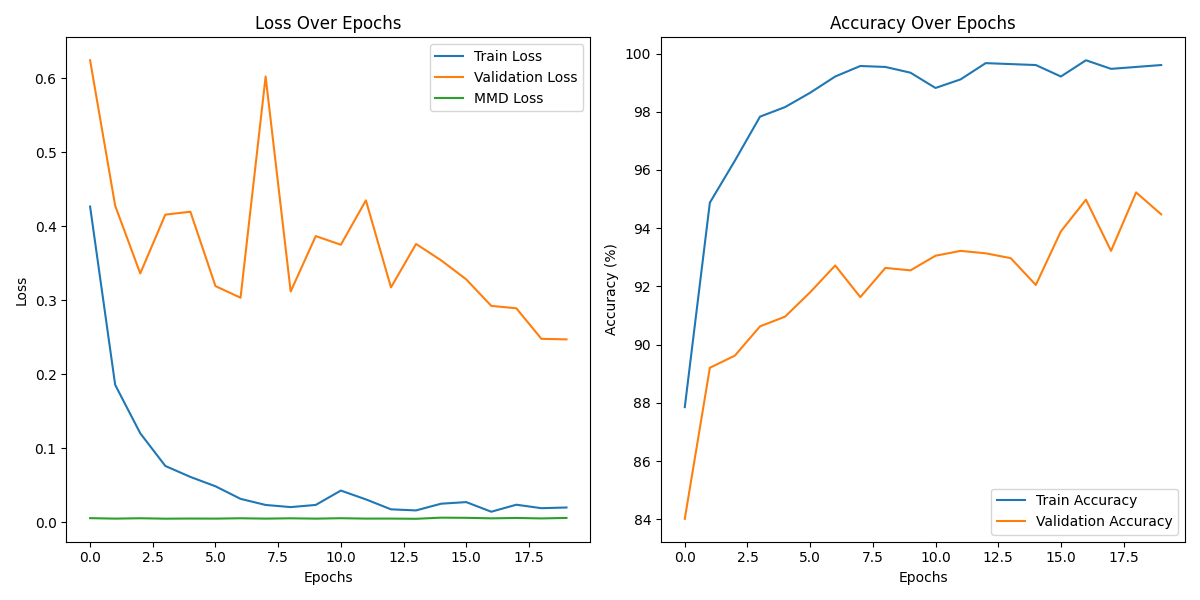 Loss Over Epochs
Train Loss
Validation Loss
MMD Loss
Loss
0.6
0.5
0.4
0.3
0.2
0.1
0.0
0.0 2.5 5.0 7.5 10.0 12.5 15.0 17.5
Epochs
Accuracy Over Epochs
Accuracy (%)
100
98
96
94
92
90
88
86
84
Train Accuracy
Validation Accuracy
0.0 2.5 5.0 7.5 10.0 12.5 15.0 17.5
Epochs